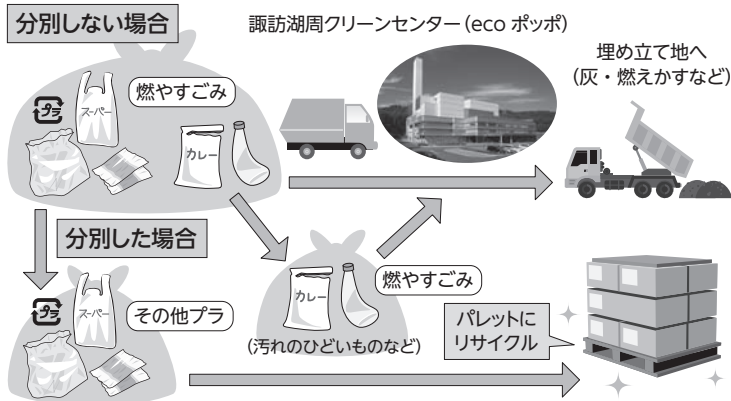 分別しない場合
諏訪湖周クリーンセンター(eco ポッポ)
埋め立て地へ
(灰・燃えかすなど)
燃やすごみ
プラ
スーパー
カレー
分別した場合
プラ
スーパー
その他プラ
カレー
燃やすごみ
(汚れのひどいものなど)
パレットに
リサイクル